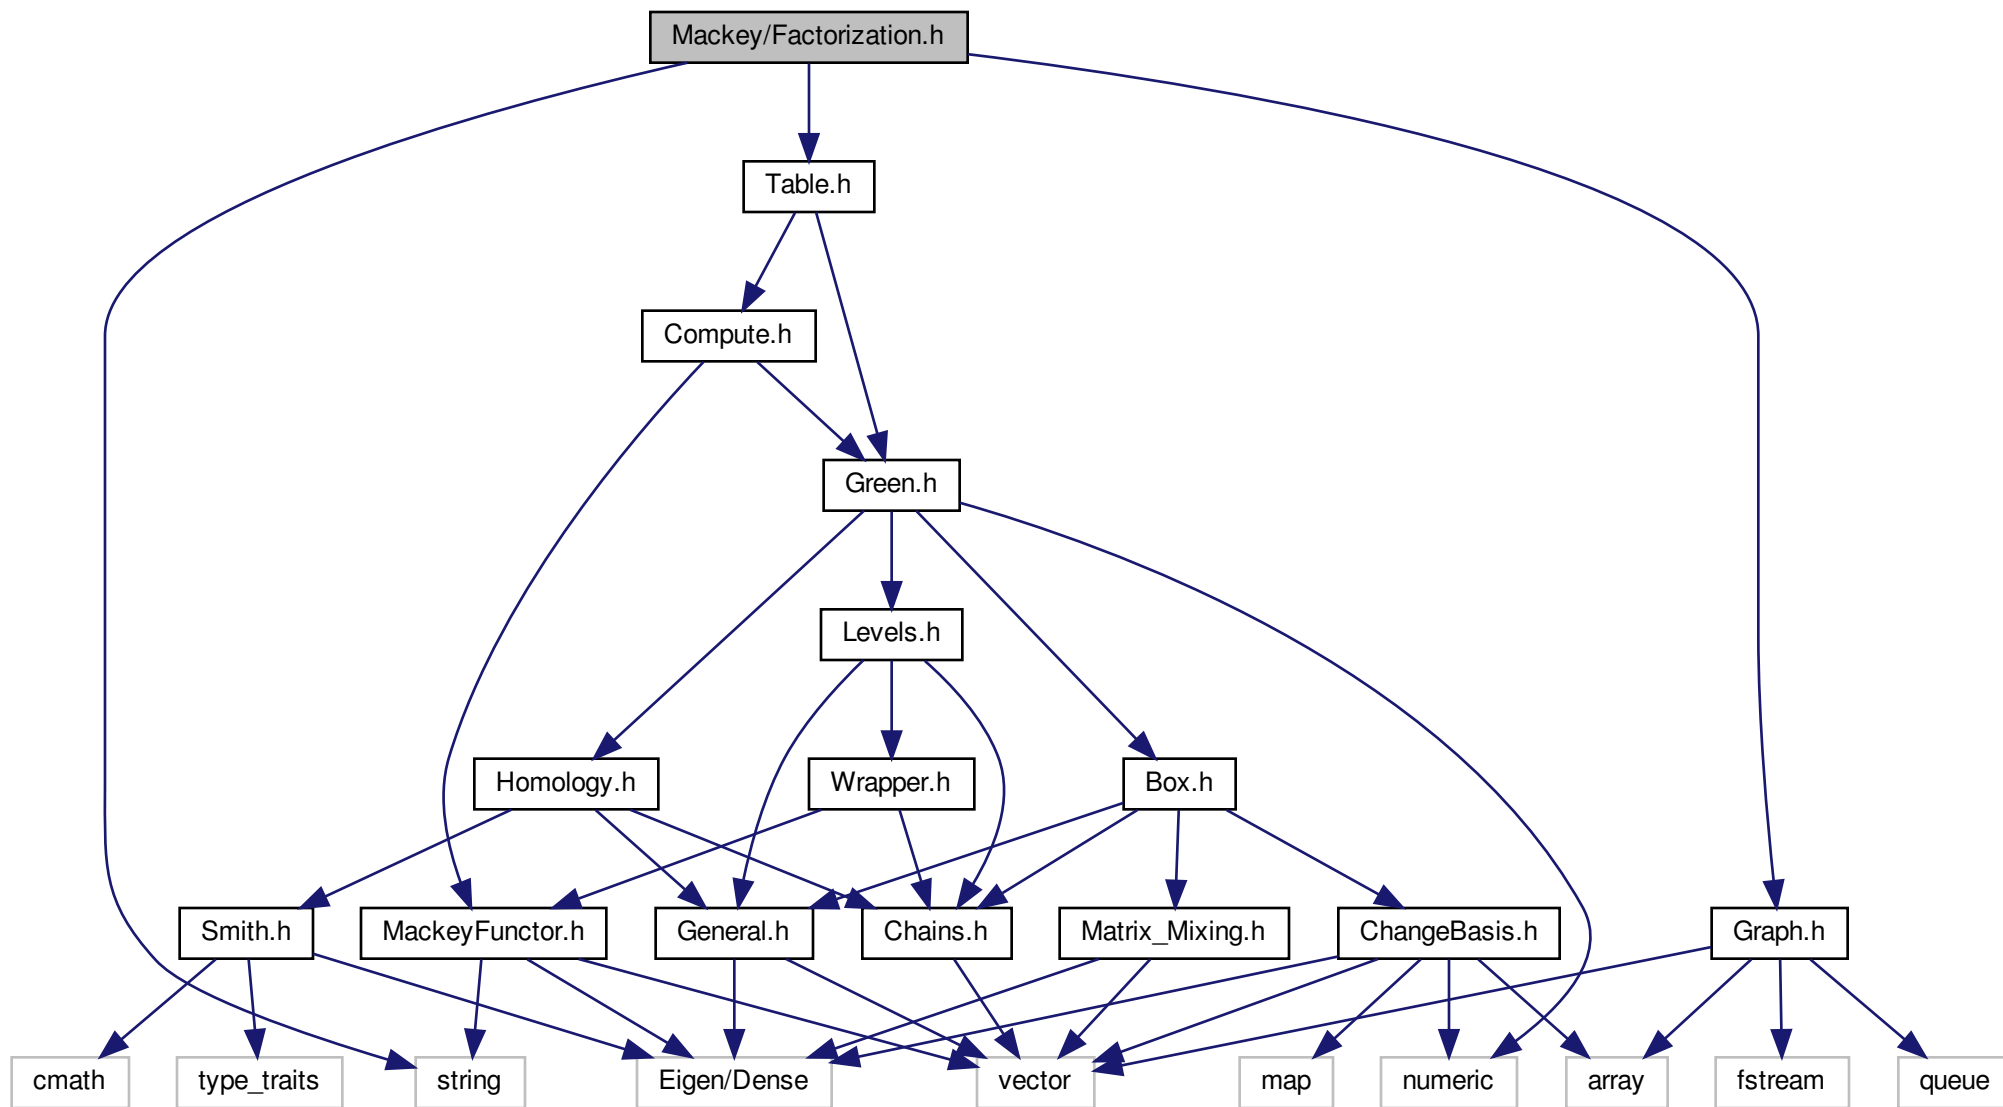 Mackey/Factorization.h
Table.h
Compute.h
Green.h
Levels.h
Homology.h
Wrapper.h
Box.h
Smith.h
MackeyFunctor.h
General.h
Chains.h
Matrix_Mixing.h
ChangeBasis.h
Graph.h
cmath
type_traits
string
Eigen/Dense
vector
map
numeric
array
fstream
queue